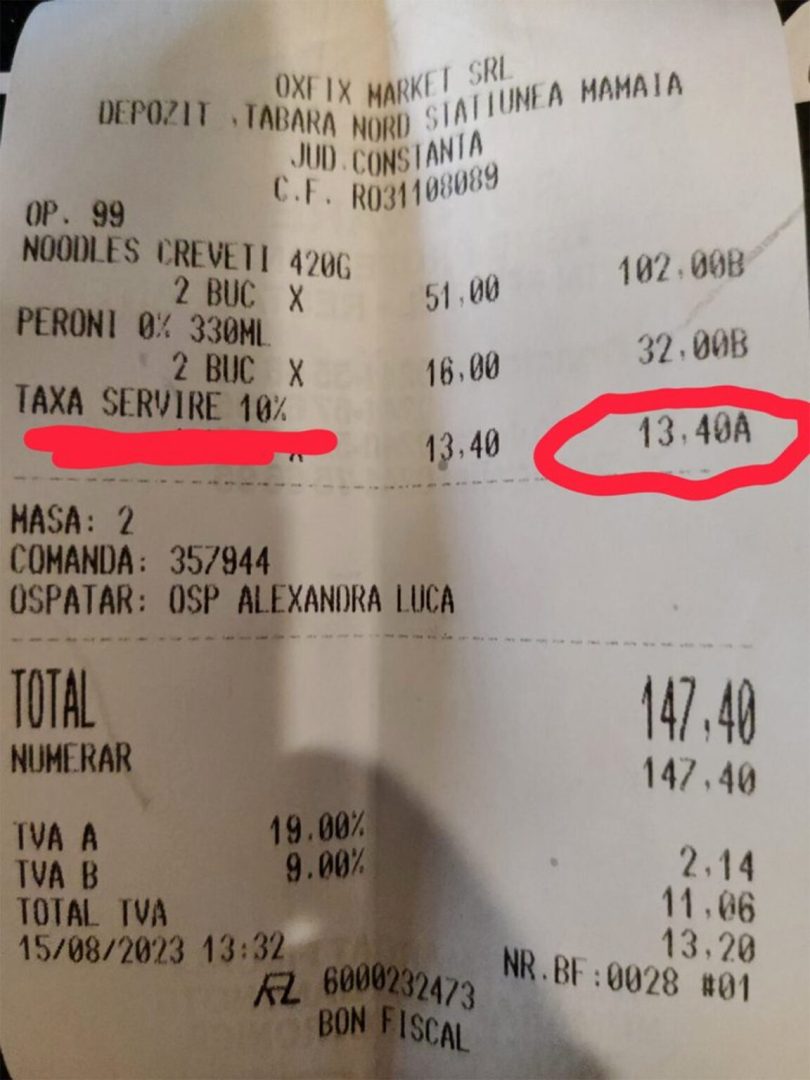 OXFIX MARKET SRL
DEPOZIT ,TABARA NORD STATIUNEA MAMAIA
JUD.CONSTANTA
C.F. RO31108089
OP. 99
NOODLES CREVETI 420G
2 BUC X 51,00 102,00B
PERONI 0% 330ML
2 BUC X 16,00 32,00B
TAXA SERVIRE 10%
X 13,40 13,40A
MASA: 2
COMANDA: 357944
OSPATAR: OSP ALEXANDRA LUCA
TOTAL 147,40
NUMERAR 147,40
TVA A 19.00% 2,14
TVA B 9.00% 11,06
TOTAL TVA 13,20
15/08/2023 13:32 NR.BF:0028 #01
6000232473
BON FISCAL